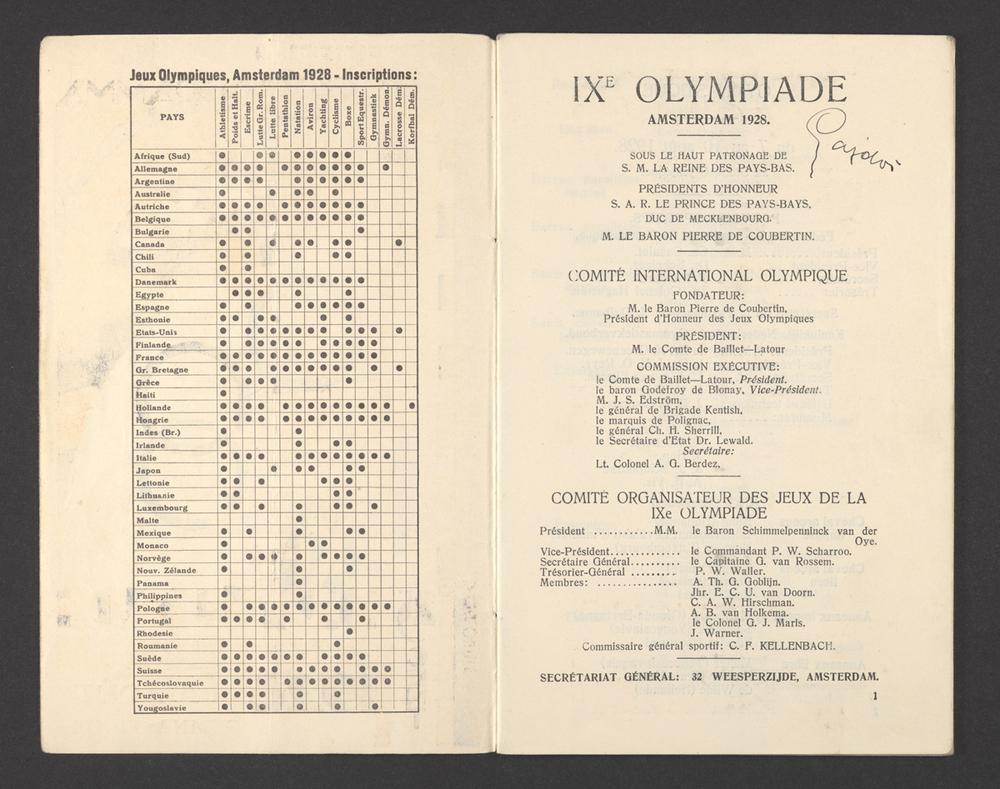 Jeux Olympiques, Amsterdam 1928 - Inscriptions:
PAYS
Athlétisme
Poids et Halt.
Escrime
Lutte Gr. Rom.
Lutte libre
Pentathlon
Natation
Aviron
Yachting
Cyclisme
Boxe
Sport Equestr.
Gymnastiek
Gymn. Démon.
Lacrosse Dém.
Korfbal Dém.
Afrique (Sud)
Allemagne
Argentine
Australie
Autriche
Belgique
Bulgarie
Canada
Chili
Cuba
Danemark
Egypte
Espagne
Esthonie
Etats-Unis
Finlande
France
Gr. Bretagne
Grèce
Haiti
Hollande
Hongrie
Indes (Br.)
Irlande
Italie
Japon
Lettonie
Lithuanie
Luxembourg
Malte
Mexique
Monaco
Norvège
Nouv. Zélande
Panama
Philippines
Pologne
Portugal
Rhodesie
Roumanie
Suède
Suisse
Tchécoslovaquie
Turquie
Yougoslavie
IXE OLYMPIADE
AMSTERDAM 1928.
SOUS LE HAUT PATRONAGE DE
S. M. LA REINE DES PAYS-BAS.
PRÉSIDENTS D'HONNEUR
S. A. R. LE PRINCE DES PAYS-BAYS,
DUC DE MECKLENBOURG.
M. LE BARON PIERRE DE COUBERTIN.
COMITÉ INTERNATIONAL OLYMPIQUE
FONDATEUR:
M. le Baron Pierre de Coubertin,
Président d'Honneur des Jeux Olympiques
PRÉSIDENT:
M. le Comte de Baillet—Latour
COMMISSION EXÉCUTIVE:
le Comte de Baillet—Latour, Président.
le baron Godefroy de Blonay, Vice-Président.
M. J. S. Edström,
le général de Brigade Kentish,
le marquis de Polignac,
le général Ch. H. Sherrill,
le Secrétaire d'Etat Dr. Lewald.
Secrétaire:
Lt. Colonel A. G. Berdez,
COMITÉ ORGANISATEUR DES JEUX DE LA
IXe OLYMPIADE
Président ............M.M. le Baron Schimmelpenninck van der
Oye.
Vice-Président............. le Commandant P. W. Scharroo.
Secrétaire Général.......... le Capitaine G. van Rossem.
Trésorier-Général ......... P. W. Waller.
Membres: ................ A. Th. G. Goblijn.
Jhr. E. C. U. van Doorn.
C. A. W. Hirschman.
A. B. van Holkema.
le Colonel G. J. Maris.
J. Warner.
Commissaire général sportif: C. F. KELLENBACH.
SECRÉTARIAT GÉNÉRAL: 32 WEESPERZIJDE, AMSTERDAM.
1